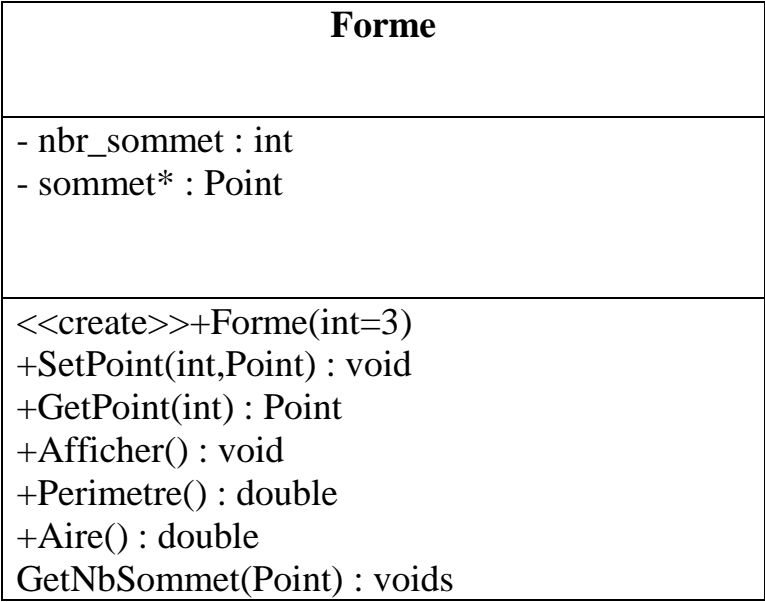 Forme
- nbr_sommet : int
- sommet* : Point
<<create>>+Forme(int=3)
+SetPoint(int,Point) : void
+GetPoint(int) : Point
+Afficher() : void
+Perimetre() : double
+Aire() : double
GetNbSommet(Point) : voids